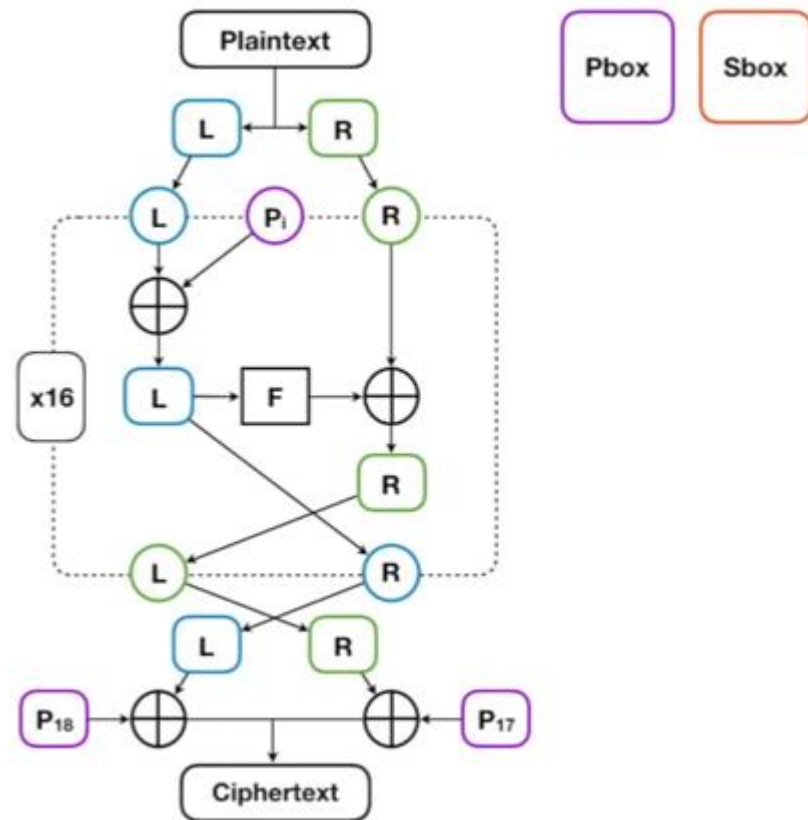 Plaintext
Pbox
Sbox
L
R
L
Pᵢ
R
x16
L
F
R
L
R
L
R
P₁₈
P₁₇
Ciphertext